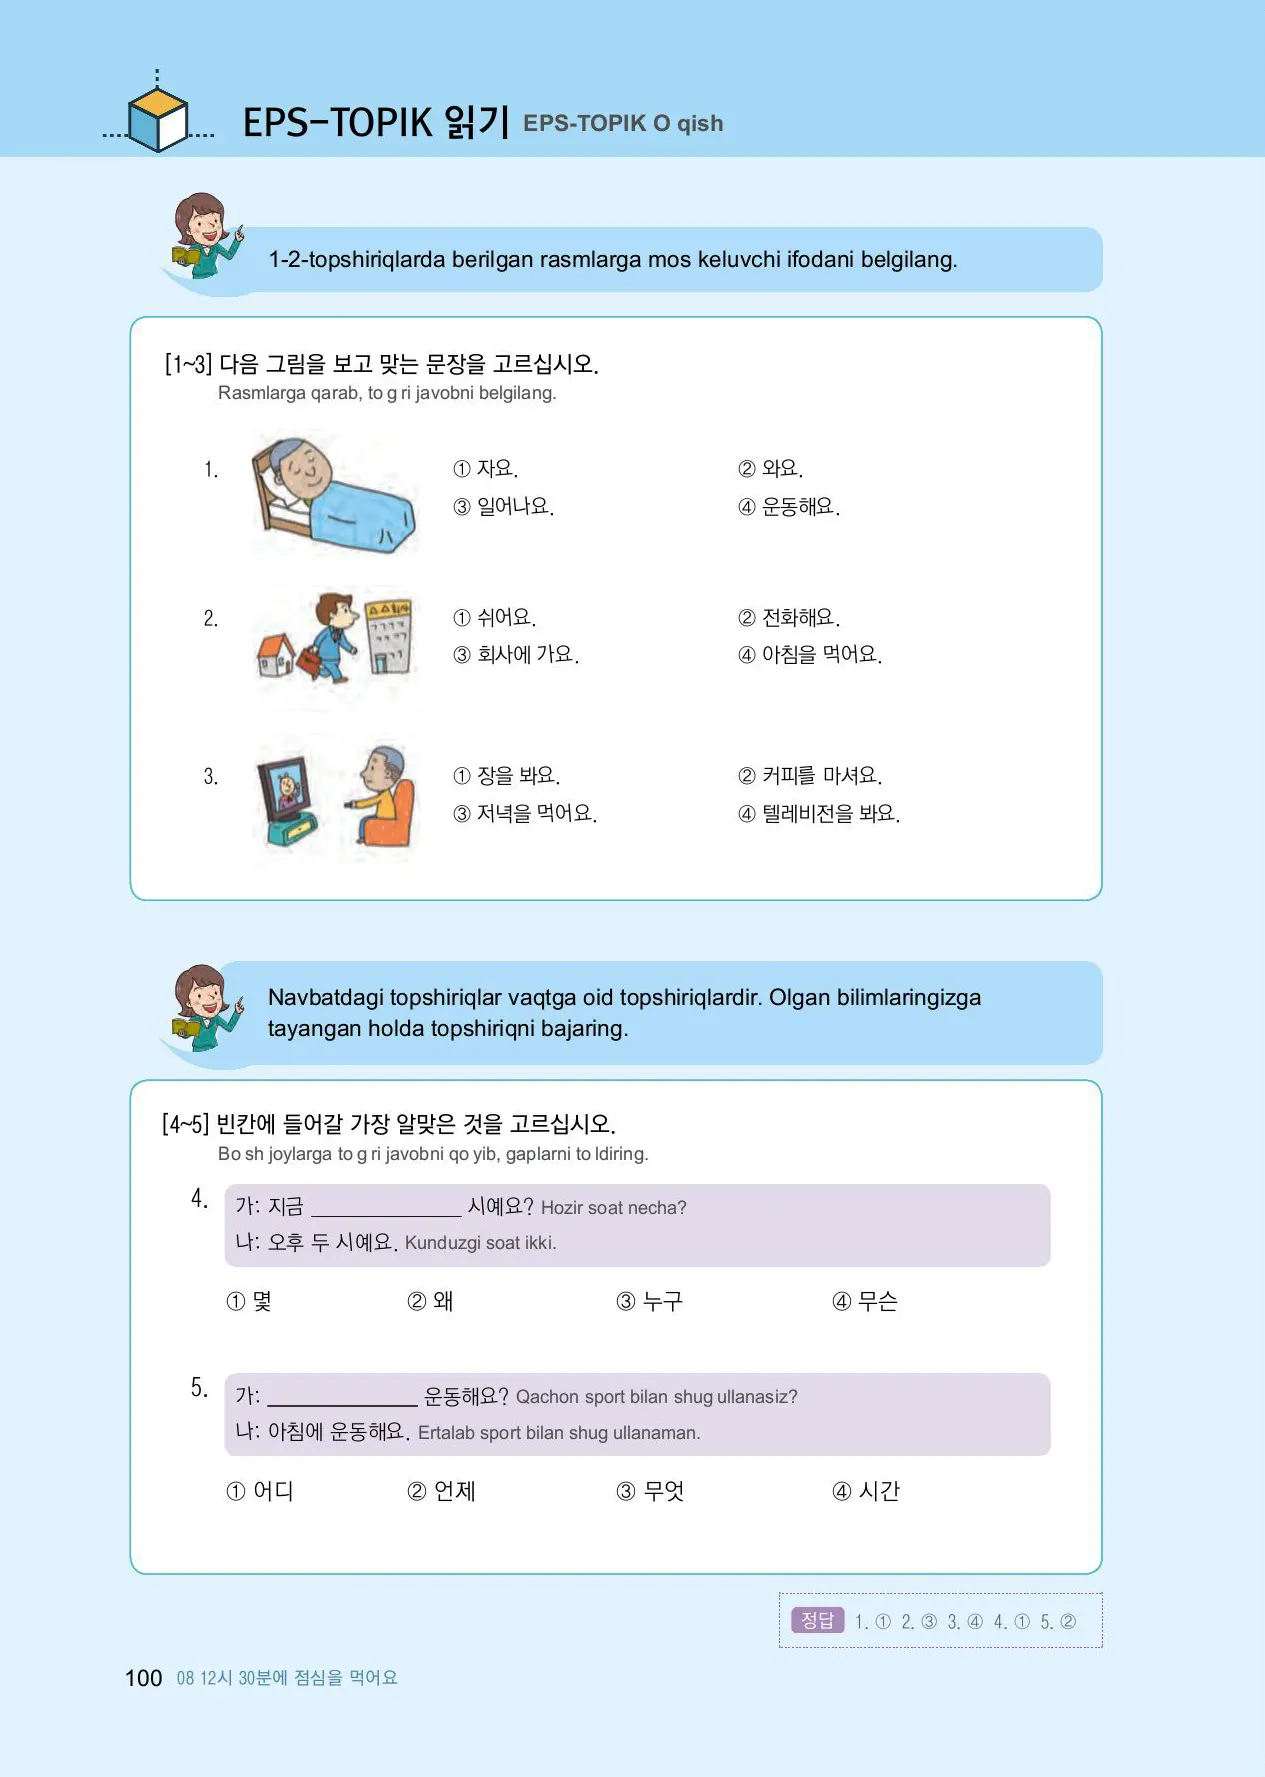 EPS-TOPIK 읽기 EPS-TOPIK O qish
1-2-topshiriqlarda berilgan rasmlarga mos keluvchi ifodani belgilang.
[1~3] 다음 그림을 보고 맞는 문장을 고르십시오.
Rasmlarga qarab, to g ri javobni belgilang.
1. ① 자요. ② 와요.
③ 일어나요. ④ 운동해요.
회사
2. ① 쉬어요. ② 전화해요.
③ 회사에 가요. ④ 아침을 먹어요.
3. ① 장을 봐요. ② 커피를 마셔요.
③ 저녁을 먹어요. ④ 텔레비전을 봐요.
Navbatdagi topshiriqlar vaqtga oid topshiriqlardir. Olgan bilimlaringizga
tayangan holda topshiriqni bajaring.
[4~5] 빈칸에 들어갈 가장 알맞은 것을 고르십시오.
Bo sh joylarga to g ri javobni qo yib, gaplarni to ldiring.
4. 가: 지금 ______________ 시예요? Hozir soat necha?
나: 오후 두 시예요. Kunduzgi soat ikki.
① 몇 ② 왜 ③ 누구 ④ 무슨
5. 가: ______________ 운동해요? Qachon sport bilan shug ullanasiz?
나: 아침에 운동해요. Ertalab sport bilan shug ullanaman.
① 어디 ② 언제 ③ 무엇 ④ 시간
정답 1. ① 2. ③ 3. ④ 4. ① 5. ②
100 08 12시 30분에 점심을 먹어요